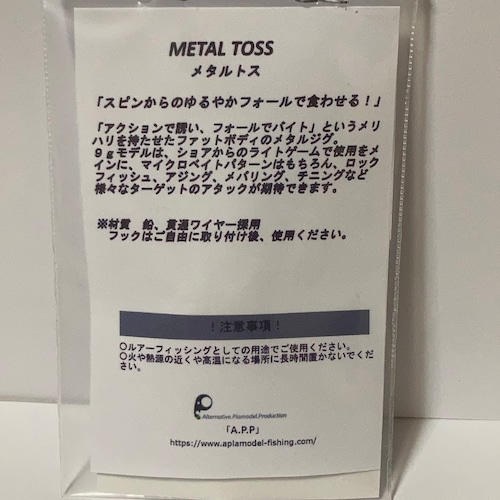 METAL TOSS
メタルトス
「スピンからのゆるやかフォールで食わせる！」
「アクションで誘い、フォールでバイト」というメリ
ハリを持たせたファットボディのメタルジグ。
９ｇモデルは、ショアからのライトゲームで使用をメ
インに、マイクロベイトパターンはもちろん、ロック
フィッシュ、アジング、メバリング、チニングなど
様々なターゲットのアタックが期待できます。
※材質　鉛、貫通ワイヤー採用
フックはご自由に取り付け後、使用ください。
！注意事項！
○ルアーフィッシングとしての用途でご使用ください。
○火や熱源の近くや高温になる場所に長時間置かないでくだ
さい。
Alternative.Plamodel.Production
「A.P.P」
https://www.aplamodel-fishing.com/